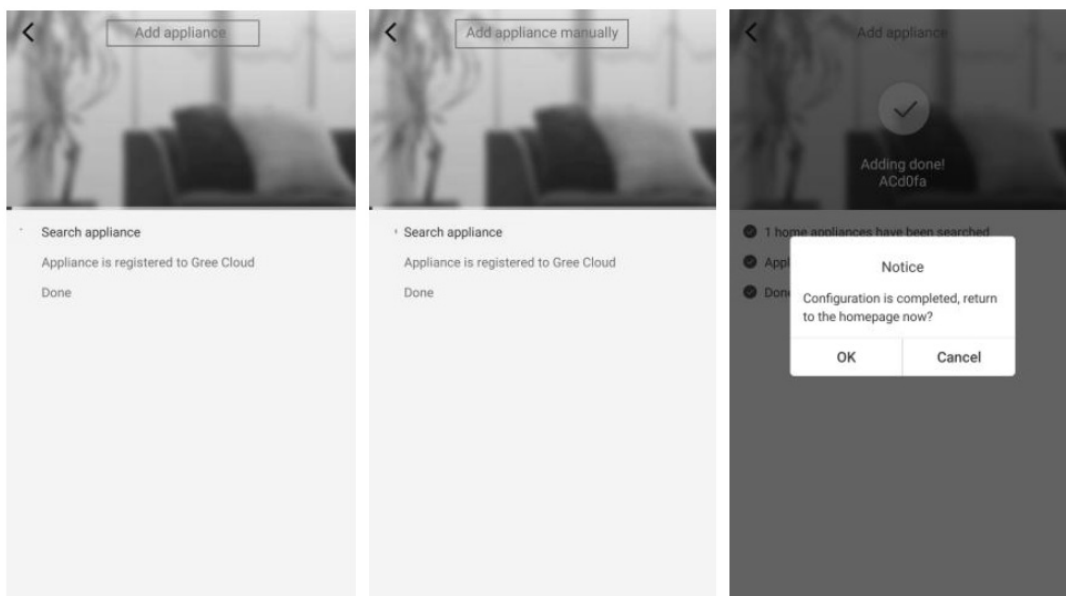 Add appliance
Search appliance
Appliance is registered to Gree Cloud
Done
Add appliance manually
Search appliance
Appliance is registered to Gree Cloud
Done
Add appliance
Adding done!
ACd0fa
1 home appliances have been searched
Appl
Done
Notice
Configuration is completed, return
to the homepage now?
OK
Cancel